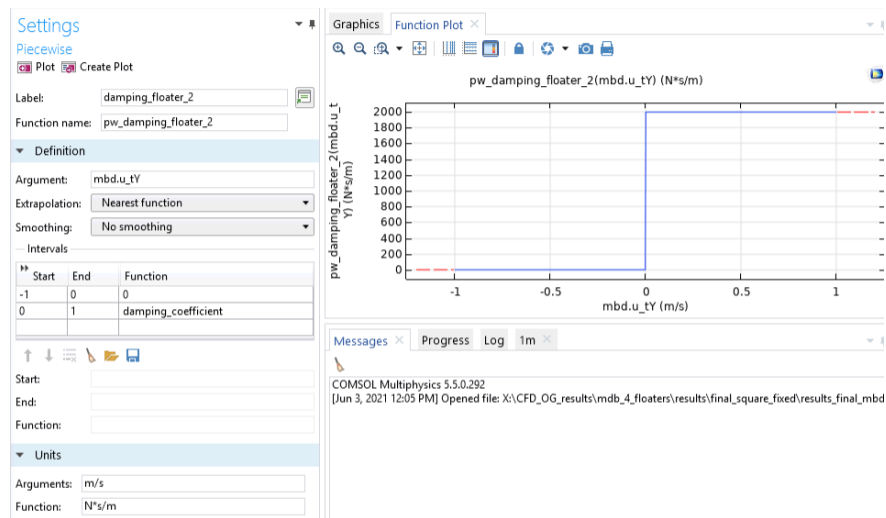 Settings
Piecewise
Plot Create Plot
Label: damping_floater_2
Function name: pw_damping_floater_2
Definition
Argument: mbd.u_tY
Extrapolation: Nearest function
Smoothing: No smoothing
Intervals
Start End Function
-1 0 0
0 1 damping_coefficient
Start:
End:
Function:
Units
Arguments: m/s
Function: N*s/m
Graphics Function Plot
pw_damping_floater_2(mbd.u_tY) (N*s/m)
pw_damping_floater_2(mbd.u_t
Y) (N*s/m)
2000
1800
1600
1400
1200
1000
800
600
400
200
0
-1 -0.5 0 0.5 1
mbd.u_tY (m/s)
Messages Progress Log 1m
COMSOL Multiphysics 5.5.0.292
[Jun 3, 2021 12:05 PM] Opened file: X:\CFD_OG_results\mdb_4_floaters\results\final_square_fixed\results_final_mbd